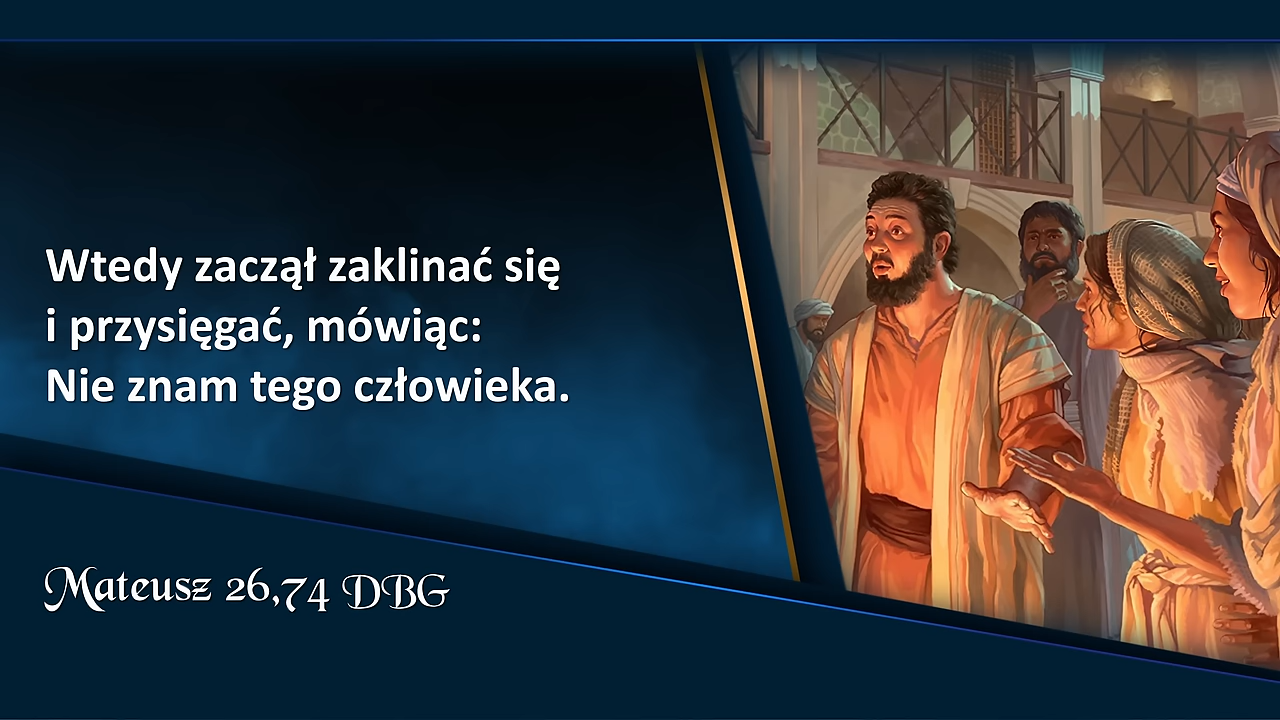 Wtedy zaczął zaklinać się
i przysięgać, mówiąc:
Nie znam tego człowieka.
Mateusz 26,74 DBG